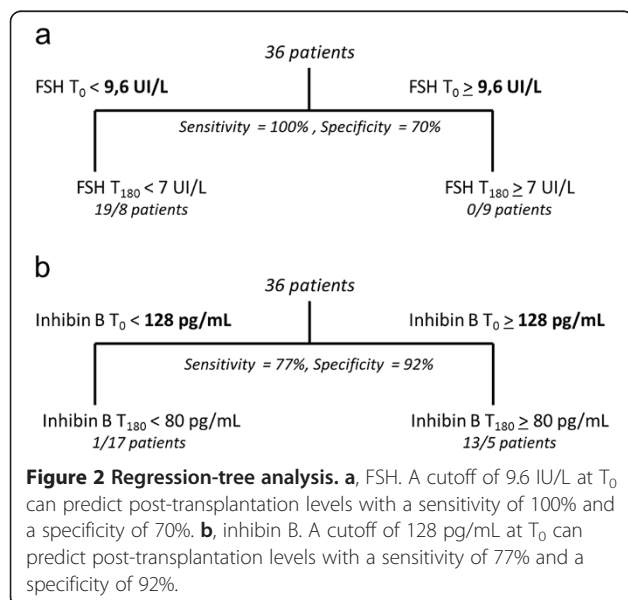 a
36 patients
FSH T₀ < 9,6 UI/L
FSH T₀ ≥ 9,6 UI/L
Sensitivity = 100% , Specificity = 70%
FSH T₁₈₀ < 7 UI/L
19/8 patients
FSH T₁₈₀ ≥ 7 UI/L
0/9 patients
b
36 patients
Inhibin B T₀ < 128 pg/mL
Inhibin B T₀ ≥ 128 pg/mL
Sensitivity = 77%, Specificity = 92%
Inhibin B T₁₈₀ < 80 pg/mL
1/17 patients
Inhibin B T₁₈₀ ≥ 80 pg/mL
13/5 patients
Figure 2 Regression-tree analysis. a, FSH. A cutoff of 9.6 IU/L at T₀
can predict post-transplantation levels with a sensitivity of 100% and
a specificity of 70%. b, inhibin B. A cutoff of 128 pg/mL at T₀ can
predict post-transplantation levels with a sensitivity of 77% and a
specificity of 92%.